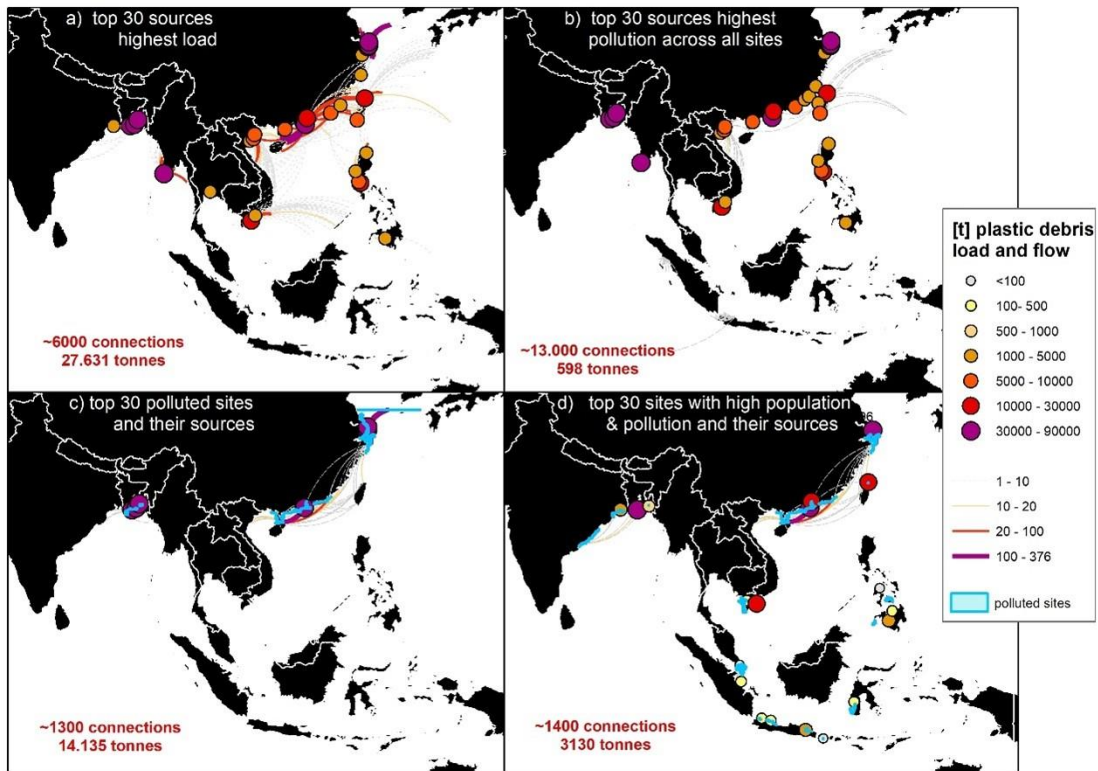 a) top 30 sources
highest load
~6000 connections
27.631 tonnes
b) top 30 sources highest
pollution across all sites
~13.000 connections
598 tonnes
c) top 30 polluted sites
and their sources
~1300 connections
14.135 tonnes
d) top 30 sites with high population
& pollution and their sources
~1400 connections
3130 tonnes
[t] plastic debris
load and flow
<100
100- 500
500 - 1000
1000 - 5000
5000 - 10000
10000 - 30000
30000 - 90000
1 - 10
10 - 20
20 - 100
100 - 376
polluted sites